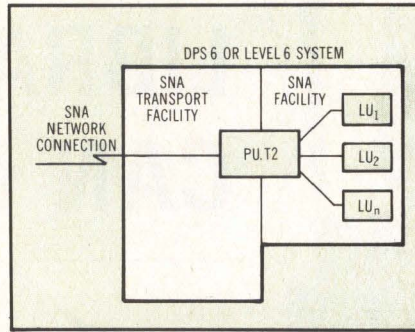 DPS 6 OR LEVEL 6 SYSTEM
SNA
TRANSPORT
FACILITY
SNA
FACILITY
SNA
NETWORK
CONNECTION
PU.T2
LU₁
LU₂
LUₙ